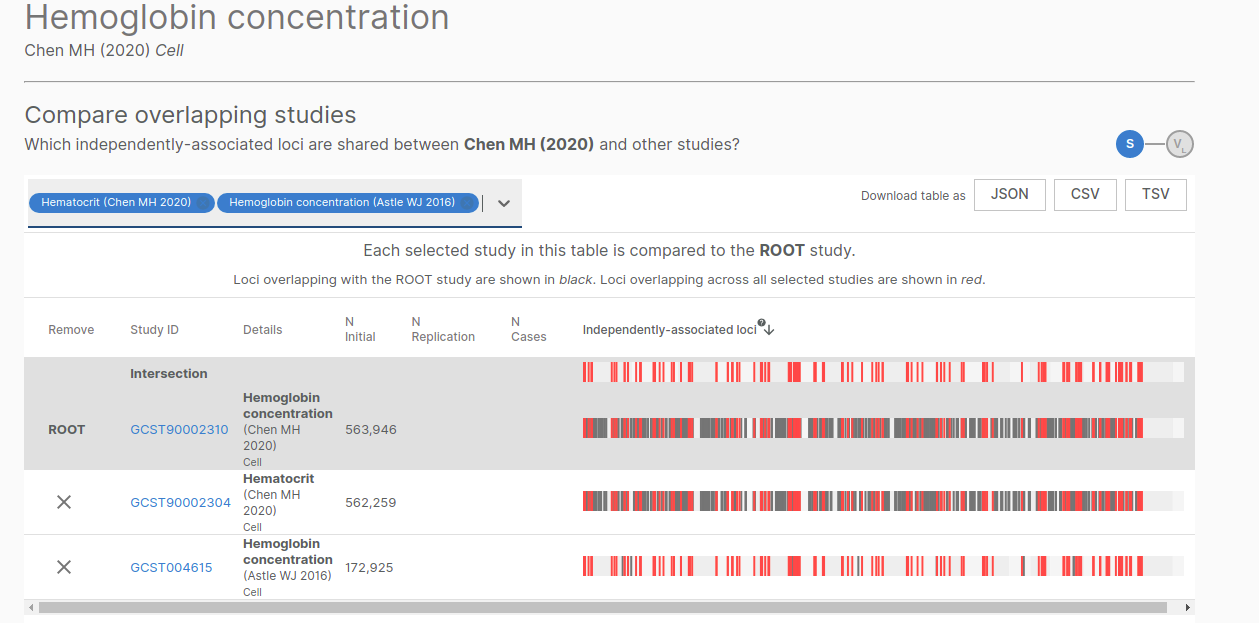 Hemoglobin concentration
Chen MH (2020) Cell
Compare overlapping studies
Which independently-associated loci are shared between Chen MH (2020) and other studies?
S
VL
Hematocrit (Chen MH 2020)
Hemoglobin concentration (Astle WJ 2016)
Download table as
JSON
CSV
TSV
Each selected study in this table is compared to the ROOT study.
Loci overlapping with the ROOT study are shown in black. Loci overlapping across all selected studies are shown in red.
Remove
Study ID
Details
N
Initial
N
Replication
N
Cases
Independently-associated loci
?
Intersection
ROOT
GCST90002310
Hemoglobin
concentration
(Chen MH
2020)
Cell
563,946
GCST90002304
Hematocrit
(Chen MH
2020)
Cell
562,259
GCST004615
Hemoglobin
concentration
(Astle WJ 2016)
Cell
172,925